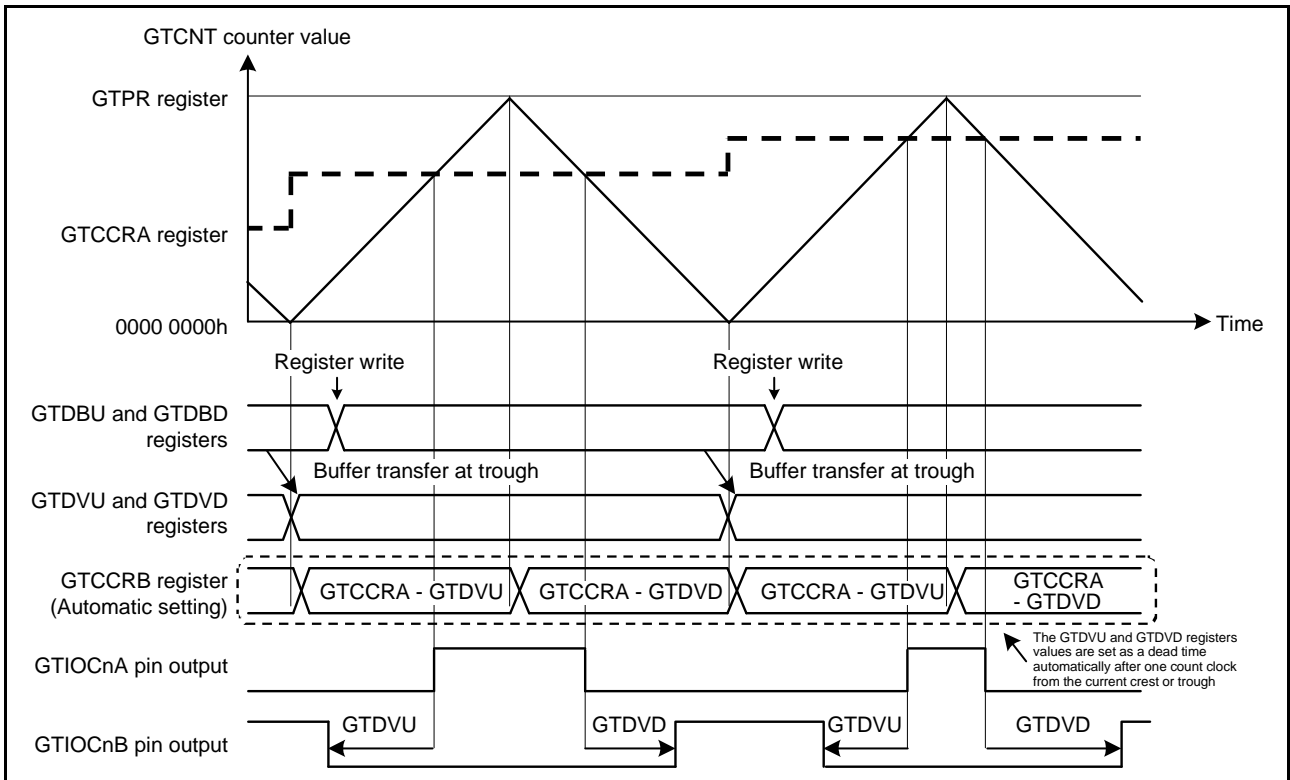 GTCNT counter value
GTPR register
GTCCRA register
0000 0000h
Time
Register write
Register write
GTDBU and GTDBD
registers
Buffer transfer at trough
Buffer transfer at trough
GTDVU and GTDVD
registers
GTCCRB register
(Automatic setting)
GTCCRA - GTDVU
GTCCRA - GTDVD
GTCCRA - GTDVU
GTCCRA
- GTDVD
The GTDVU and GTDVD registers
values are set as a dead time
automatically after one count clock
from the current crest or trough
GTIOCnA pin output
GTDVU
GTDVD
GTDVU
GTDVD
GTIOCnB pin output